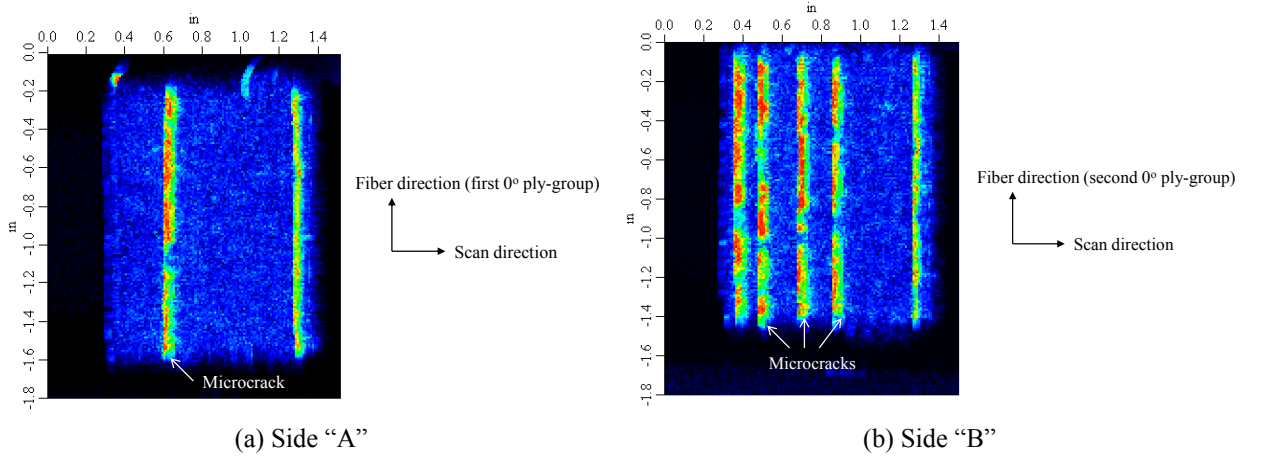 in
0.0 0.2 0.4 0.6 0.8 1.0 1.2 1.4
0.0
-0.2
-0.4
-0.6
-0.8
-1.0
-1.2
-1.4
-1.6
-1.8
in
Microcrack
Fiber direction (first 0° ply-group)
Scan direction
(a) Side “A”
in
0.0 0.2 0.4 0.6 0.8 1.0 1.2 1.4
0.0
-0.2
-0.4
-0.6
-0.8
-1.0
-1.2
-1.4
-1.6
-1.8
in
Microcracks
Fiber direction (second 0° ply-group)
Scan direction
(b) Side “B”